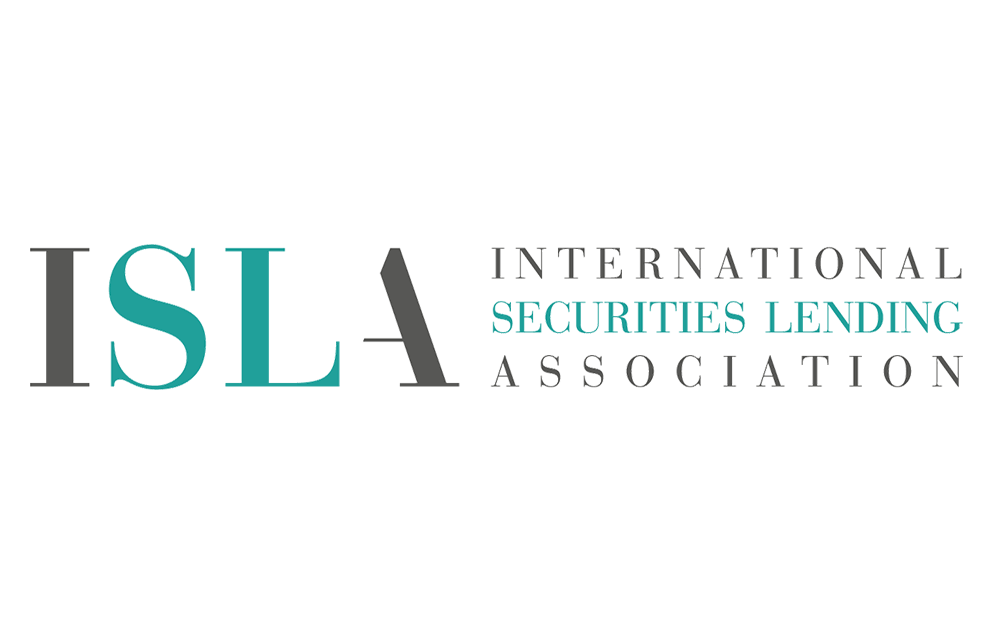 ISLA
INTERNATIONAL
SECURITIES LENDING
ASSOCIATION